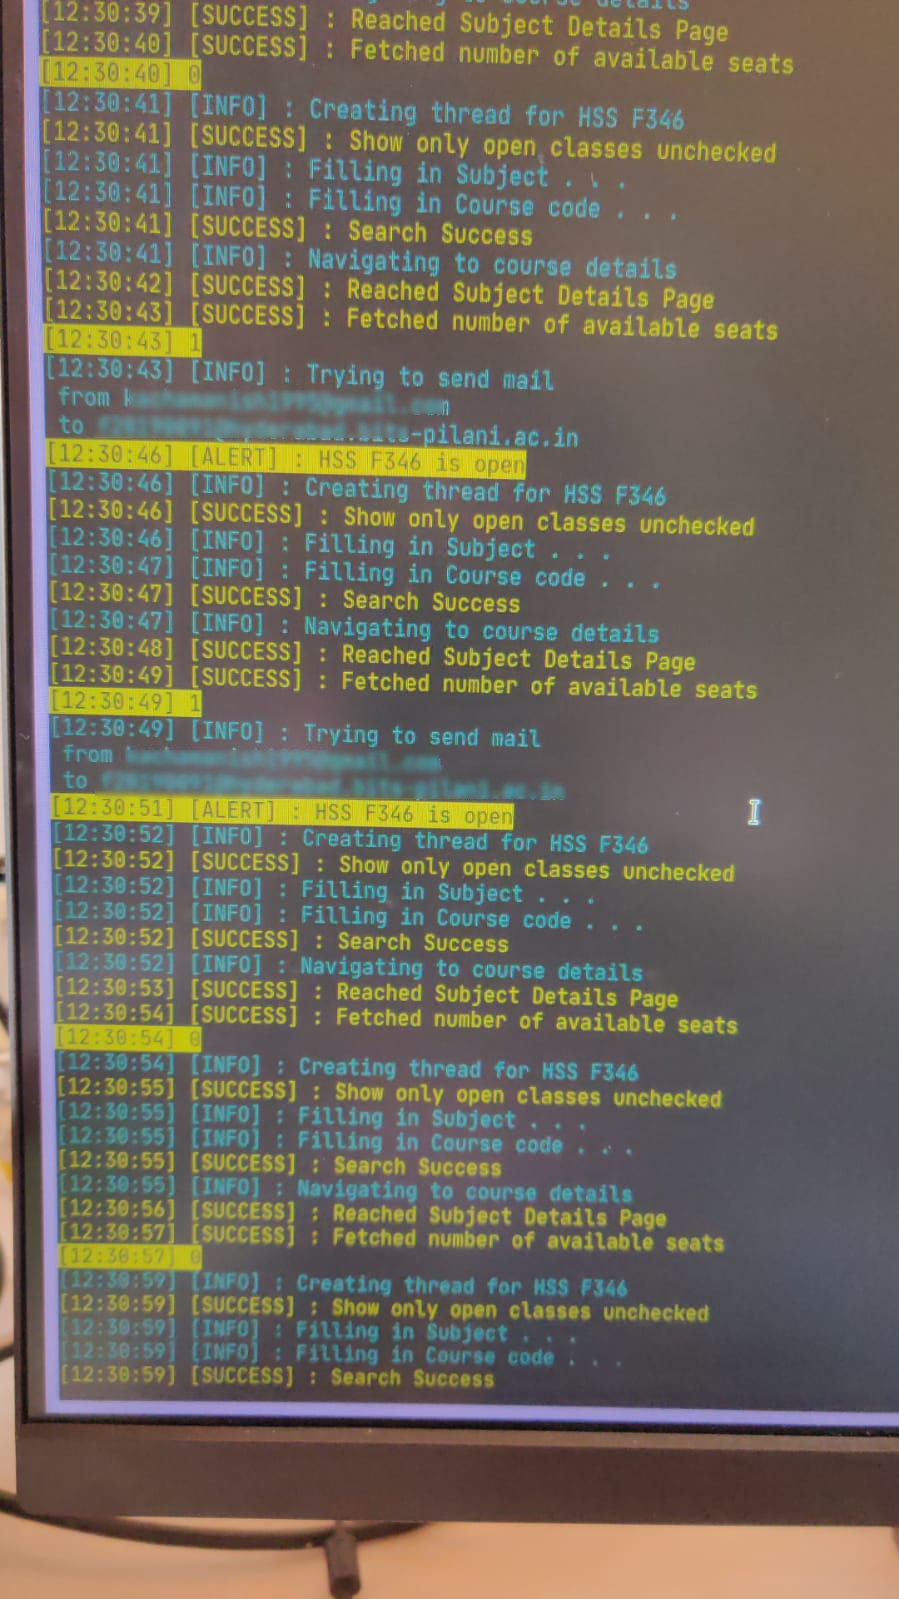 [12:30:39] [SUCCESS] : Reached Subject Details Page
[12:30:40] [SUCCESS] : Fetched number of available seats
[12:30:40] 0
[12:30:41] [INFO] : Creating thread for HSS F346
[12:30:41] [SUCCESS] : Show only open classes unchecked
[12:30:41] [INFO] : Filling in Subject . . .
[12:30:41] [INFO] : Filling in Course code . . .
[12:30:41] [SUCCESS] : Search Success
[12:30:41] [INFO] : Navigating to course details
[12:30:42] [SUCCESS] : Reached Subject Details Page
[12:30:43] [SUCCESS] : Fetched number of available seats
[12:30:43] 1
[12:30:43] [INFO] : Trying to send mail
from
to -pilani.ac.in
[12:30:46] [ALERT] : HSS F346 is open
[12:30:46] [INFO] : Creating thread for HSS F346
[12:30:46] [SUCCESS] : Show only open classes unchecked
[12:30:46] [INFO] : Filling in Subject . . .
[12:30:47] [INFO] : Filling in Course code . . .
[12:30:47] [SUCCESS] : Search Success
[12:30:47] [INFO] : Navigating to course details
[12:30:48] [SUCCESS] : Reached Subject Details Page
[12:30:49] [SUCCESS] : Fetched number of available seats
[12:30:49] 1
[12:30:49] [INFO] : Trying to send mail
from
to
[12:30:51] [ALERT] : HSS F346 is open
[12:30:52] [INFO] : Creating thread for HSS F346
[12:30:52] [SUCCESS] : Show only open classes unchecked
[12:30:52] [INFO] : Filling in Subject . . .
[12:30:52] [INFO] : Filling in Course code . . .
[12:30:52] [SUCCESS] : Search Success
[12:30:52] [INFO] : Navigating to course details
[12:30:53] [SUCCESS] : Reached Subject Details Page
[12:30:54] [SUCCESS] : Fetched number of available seats
[12:30:54] 0
[12:30:54] [INFO] : Creating thread for HSS F346
[12:30:55] [SUCCESS] : Show only open classes unchecked
[12:30:55] [INFO] : Filling in Subject . . .
[12:30:55] [INFO] : Filling in Course code . . .
[12:30:55] [SUCCESS] : Search Success
[12:30:55] [INFO] : Navigating to course details
[12:30:56] [SUCCESS] : Reached Subject Details Page
[12:30:57] [SUCCESS] : Fetched number of available seats
[12:30:57] 0
[12:30:59] [INFO] : Creating thread for HSS F346
[12:30:59] [SUCCESS] : Show only open classes unchecked
[12:30:59] [INFO] : Filling in Subject . . .
[12:30:59] [INFO] : Filling in Course code . . .
[12:30:59] [SUCCESS] : Search Success